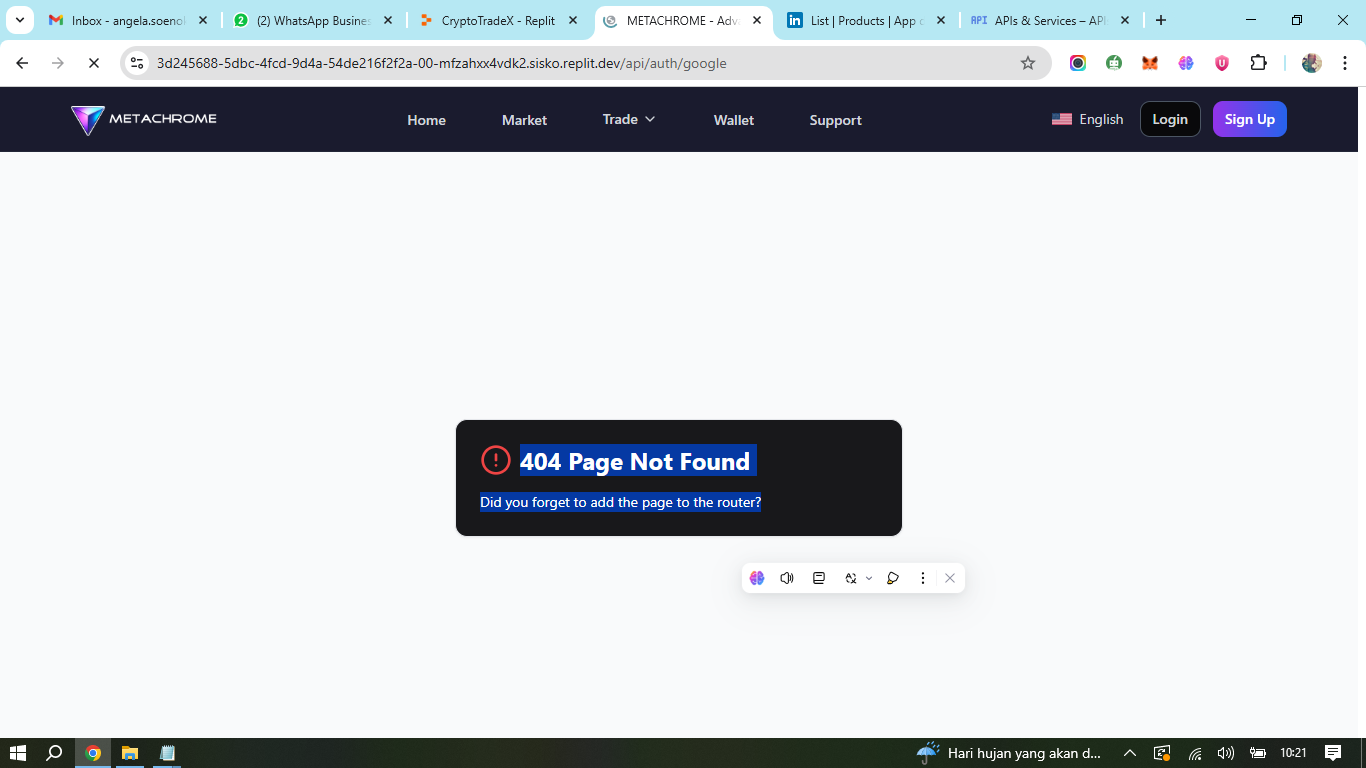 Inbox - angela.soenol
(2) WhatsApp Busines
CryptoTradeX - Replit
METACHROME - Adva
List | Products | App d
APIs & Services – API
3d245688-5dbc-4fcd-9d4a-54de216f2f2a-00-mfzahxx4vdk2.sisko.replit.dev/api/auth/google
METACHROME
Home
Market
Trade
Wallet
Support
English
Login
Sign Up
404 Page Not Found
Did you forget to add the page to the router?
Hari hujan yang akan d...
10:21